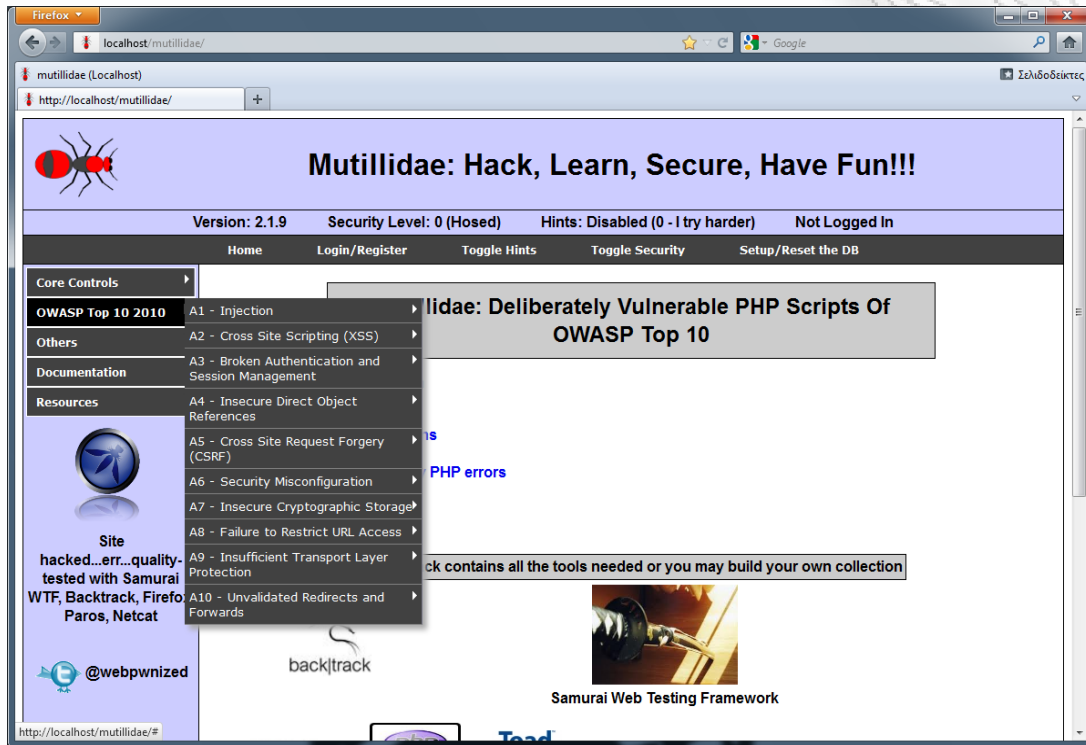 Firefox
localhost/mutillidae/
Google
mutillidae (Localhost)
Σελιδοδείκτες
http://localhost/mutillidae/
+
Mutillidae: Hack, Learn, Secure, Have Fun!!!
Version: 2.1.9 Security Level: 0 (Hosed) Hints: Disabled (0 - I try harder) Not Logged In
Home Login/Register Toggle Hints Toggle Security Setup/Reset the DB
Core Controls
OWASP Top 10 2010
Others
Documentation
Resources
A1 - Injection
A2 - Cross Site Scripting (XSS)
A3 - Broken Authentication and
Session Management
A4 - Insecure Direct Object
References
A5 - Cross Site Request Forgery
(CSRF)
A6 - Security Misconfiguration
A7 - Insecure Cryptographic Storage
A8 - Failure to Restrict URL Access
A9 - Insufficient Transport Layer
Protection
A10 - Unvalidated Redirects and
Forwards
llidae: Deliberately Vulnerable PHP Scripts Of
OWASP Top 10
ns
PHP errors
ck contains all the tools needed or you may build your own collection
Site
hacked...err...quality-
tested with Samurai
WTF, Backtrack, Firefo
Paros, Netcat
back|track
Samurai Web Testing Framework
@webpwnized
php
Toad
http://localhost/mutillidae/#